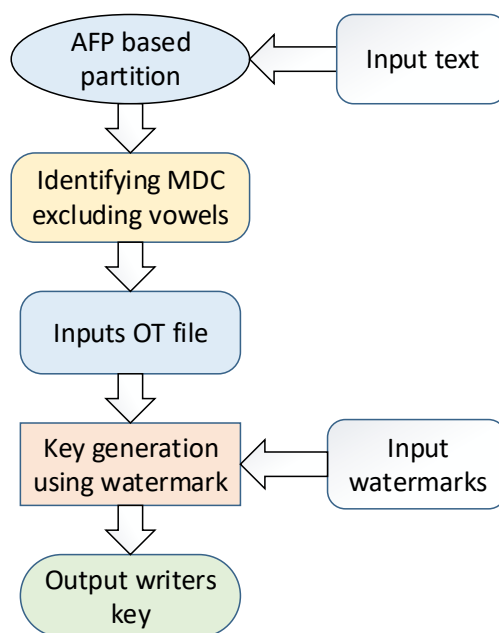 AFP based
partition
Input text
Identifying MDC
excluding vowels
Inputs OT file
Key generation
using watermark
Input
watermarks
Output writers
key